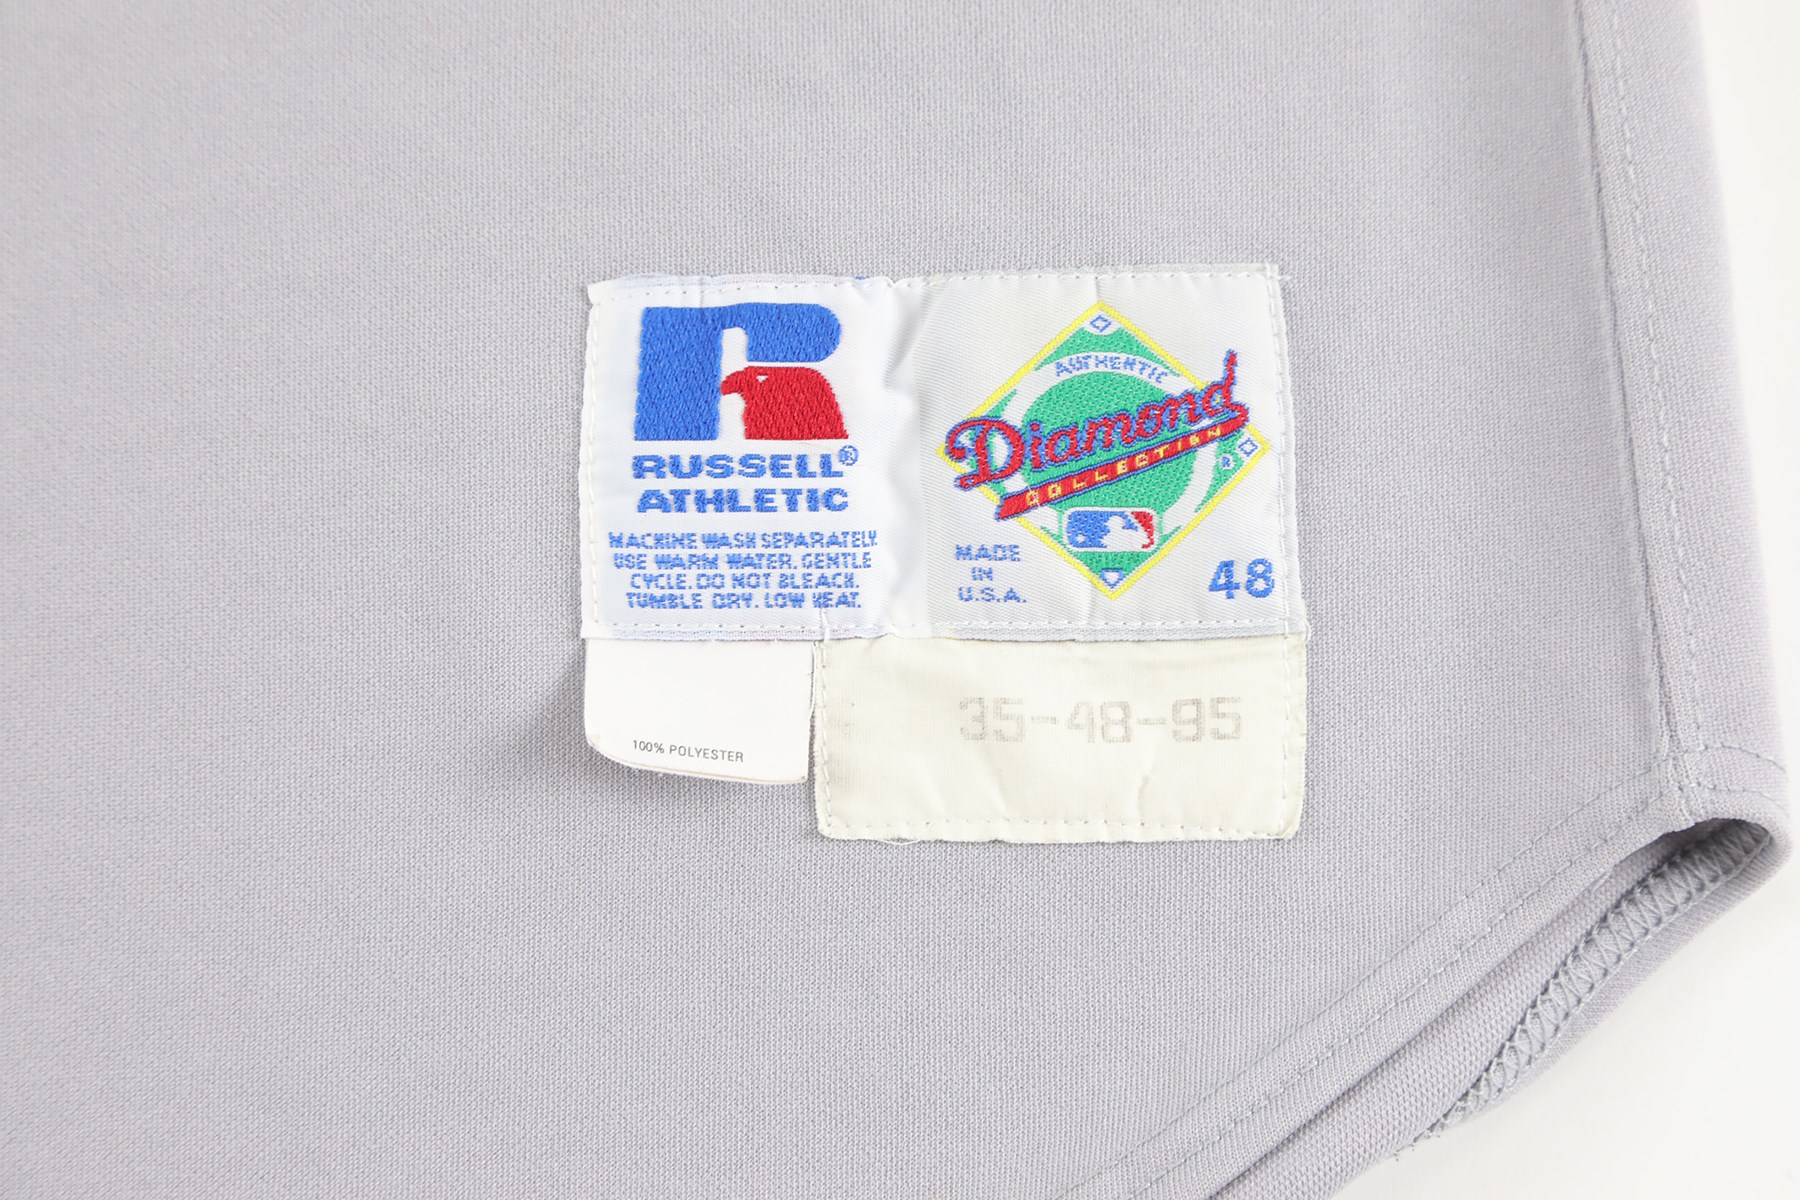 RUSSELL®
ATHLETIC
MACHINE WASH SEPARATELY.
USE WARM WATER. GENTLE
CYCLE. DO NOT BLEACH.
TUMBLE DRY. LOW HEAT.
AUTHENTIC
Diamond
COLLECTION
®
MADE
IN
U.S.A.
48
100% POLYESTER
35-48-95